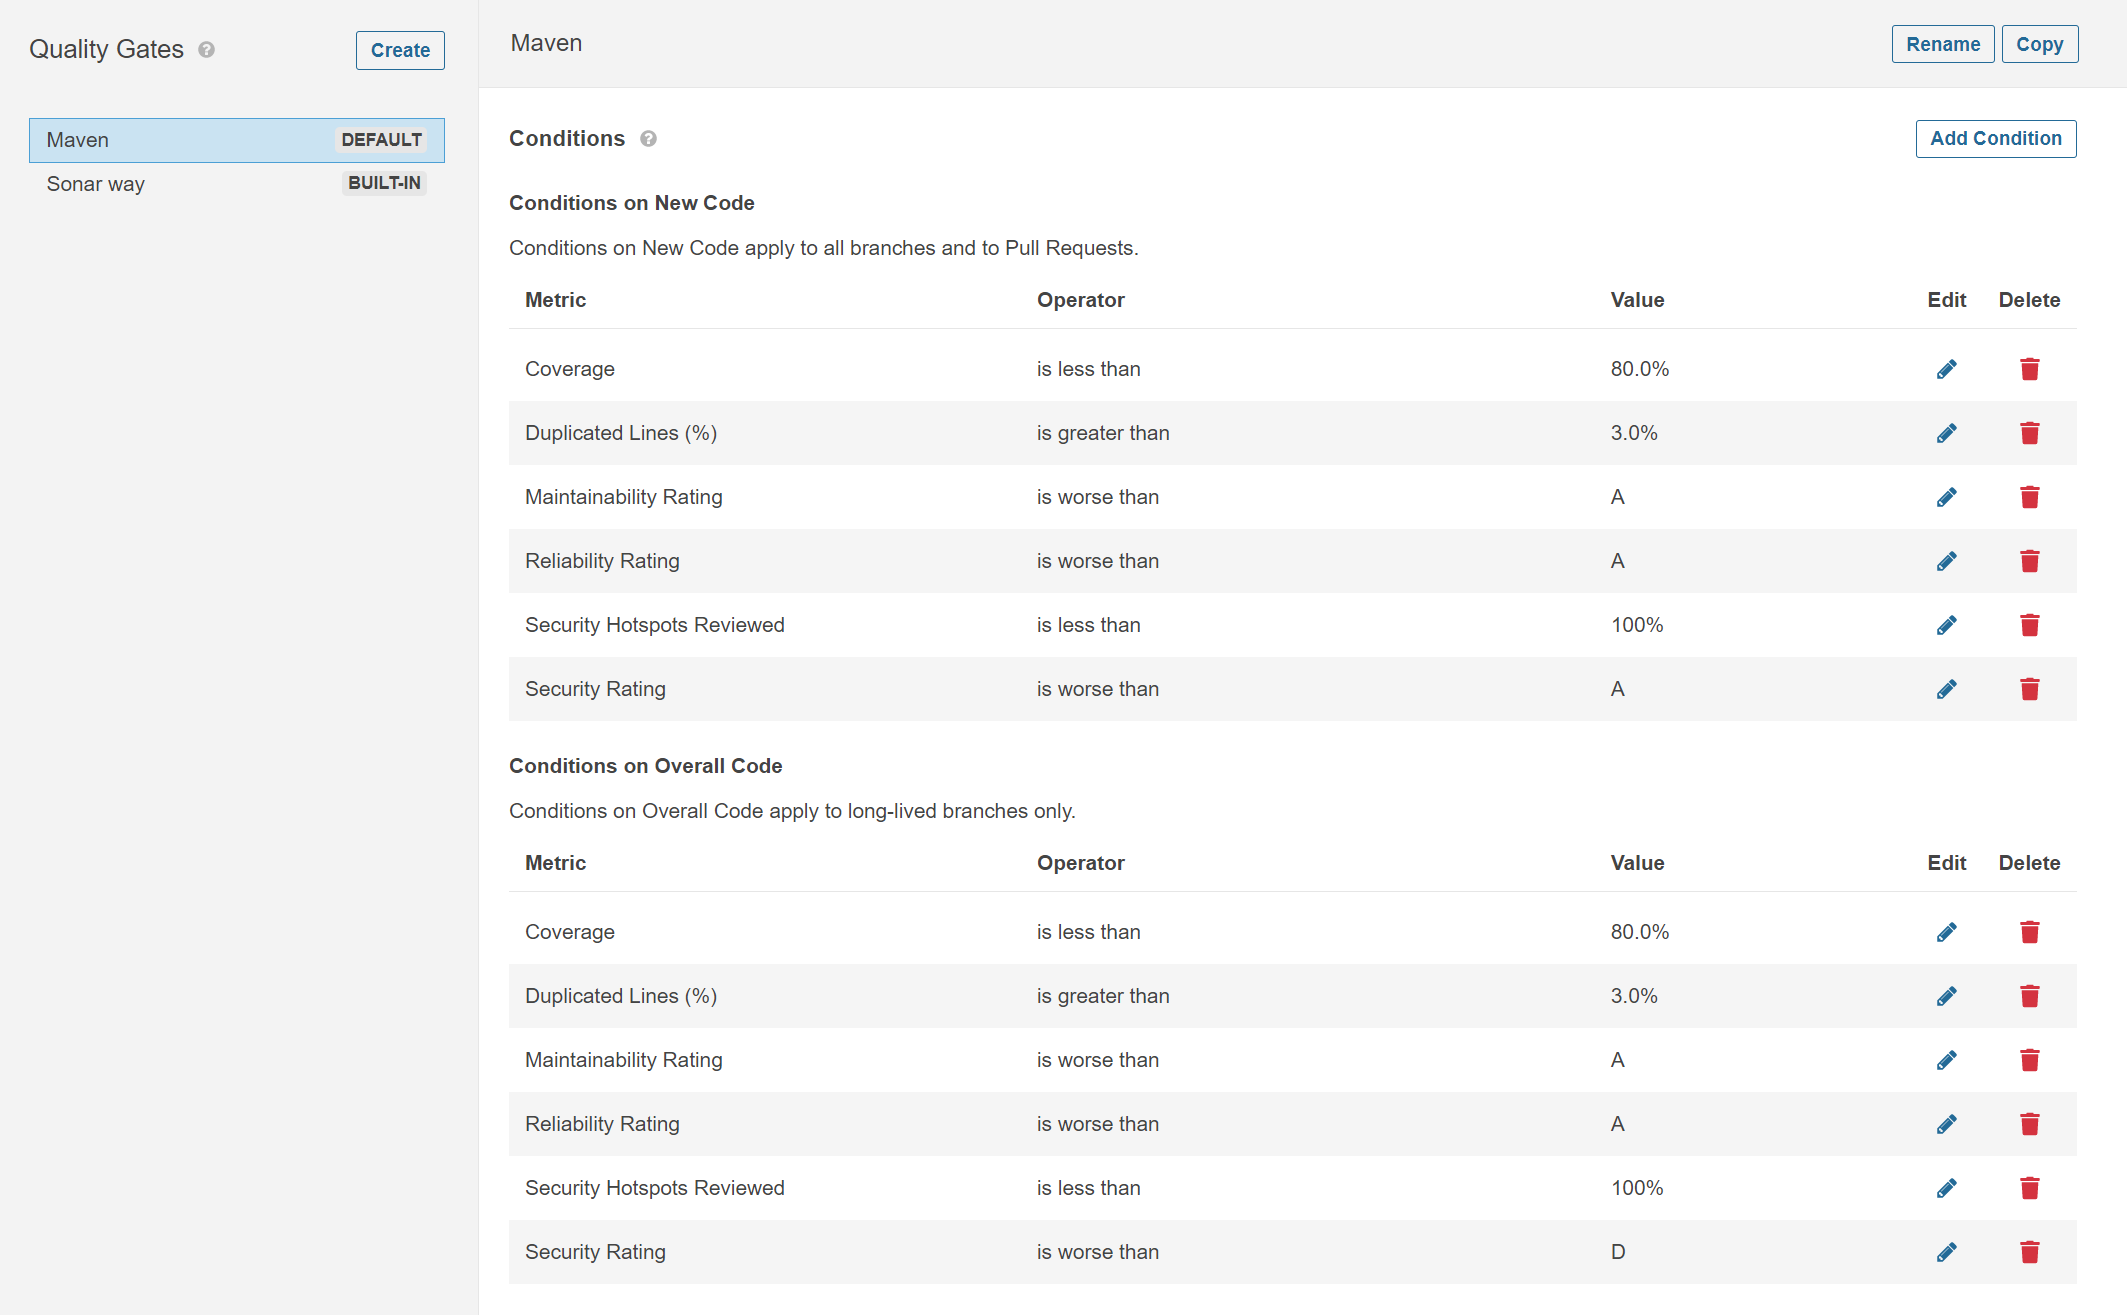 Quality Gates ?
Create
Maven DEFAULT
Sonar way BUILT-IN
Maven
Rename Copy
Conditions ?
Add Condition
Conditions on New Code
Conditions on New Code apply to all branches and to Pull Requests.
Metric Operator Value Edit Delete
Coverage is less than 80.0%
Duplicated Lines (%) is greater than 3.0%
Maintainability Rating is worse than A
Reliability Rating is worse than A
Security Hotspots Reviewed is less than 100%
Security Rating is worse than A
Conditions on Overall Code
Conditions on Overall Code apply to long-lived branches only.
Metric Operator Value Edit Delete
Coverage is less than 80.0%
Duplicated Lines (%) is greater than 3.0%
Maintainability Rating is worse than A
Reliability Rating is worse than A
Security Hotspots Reviewed is less than 100%
Security Rating is worse than D